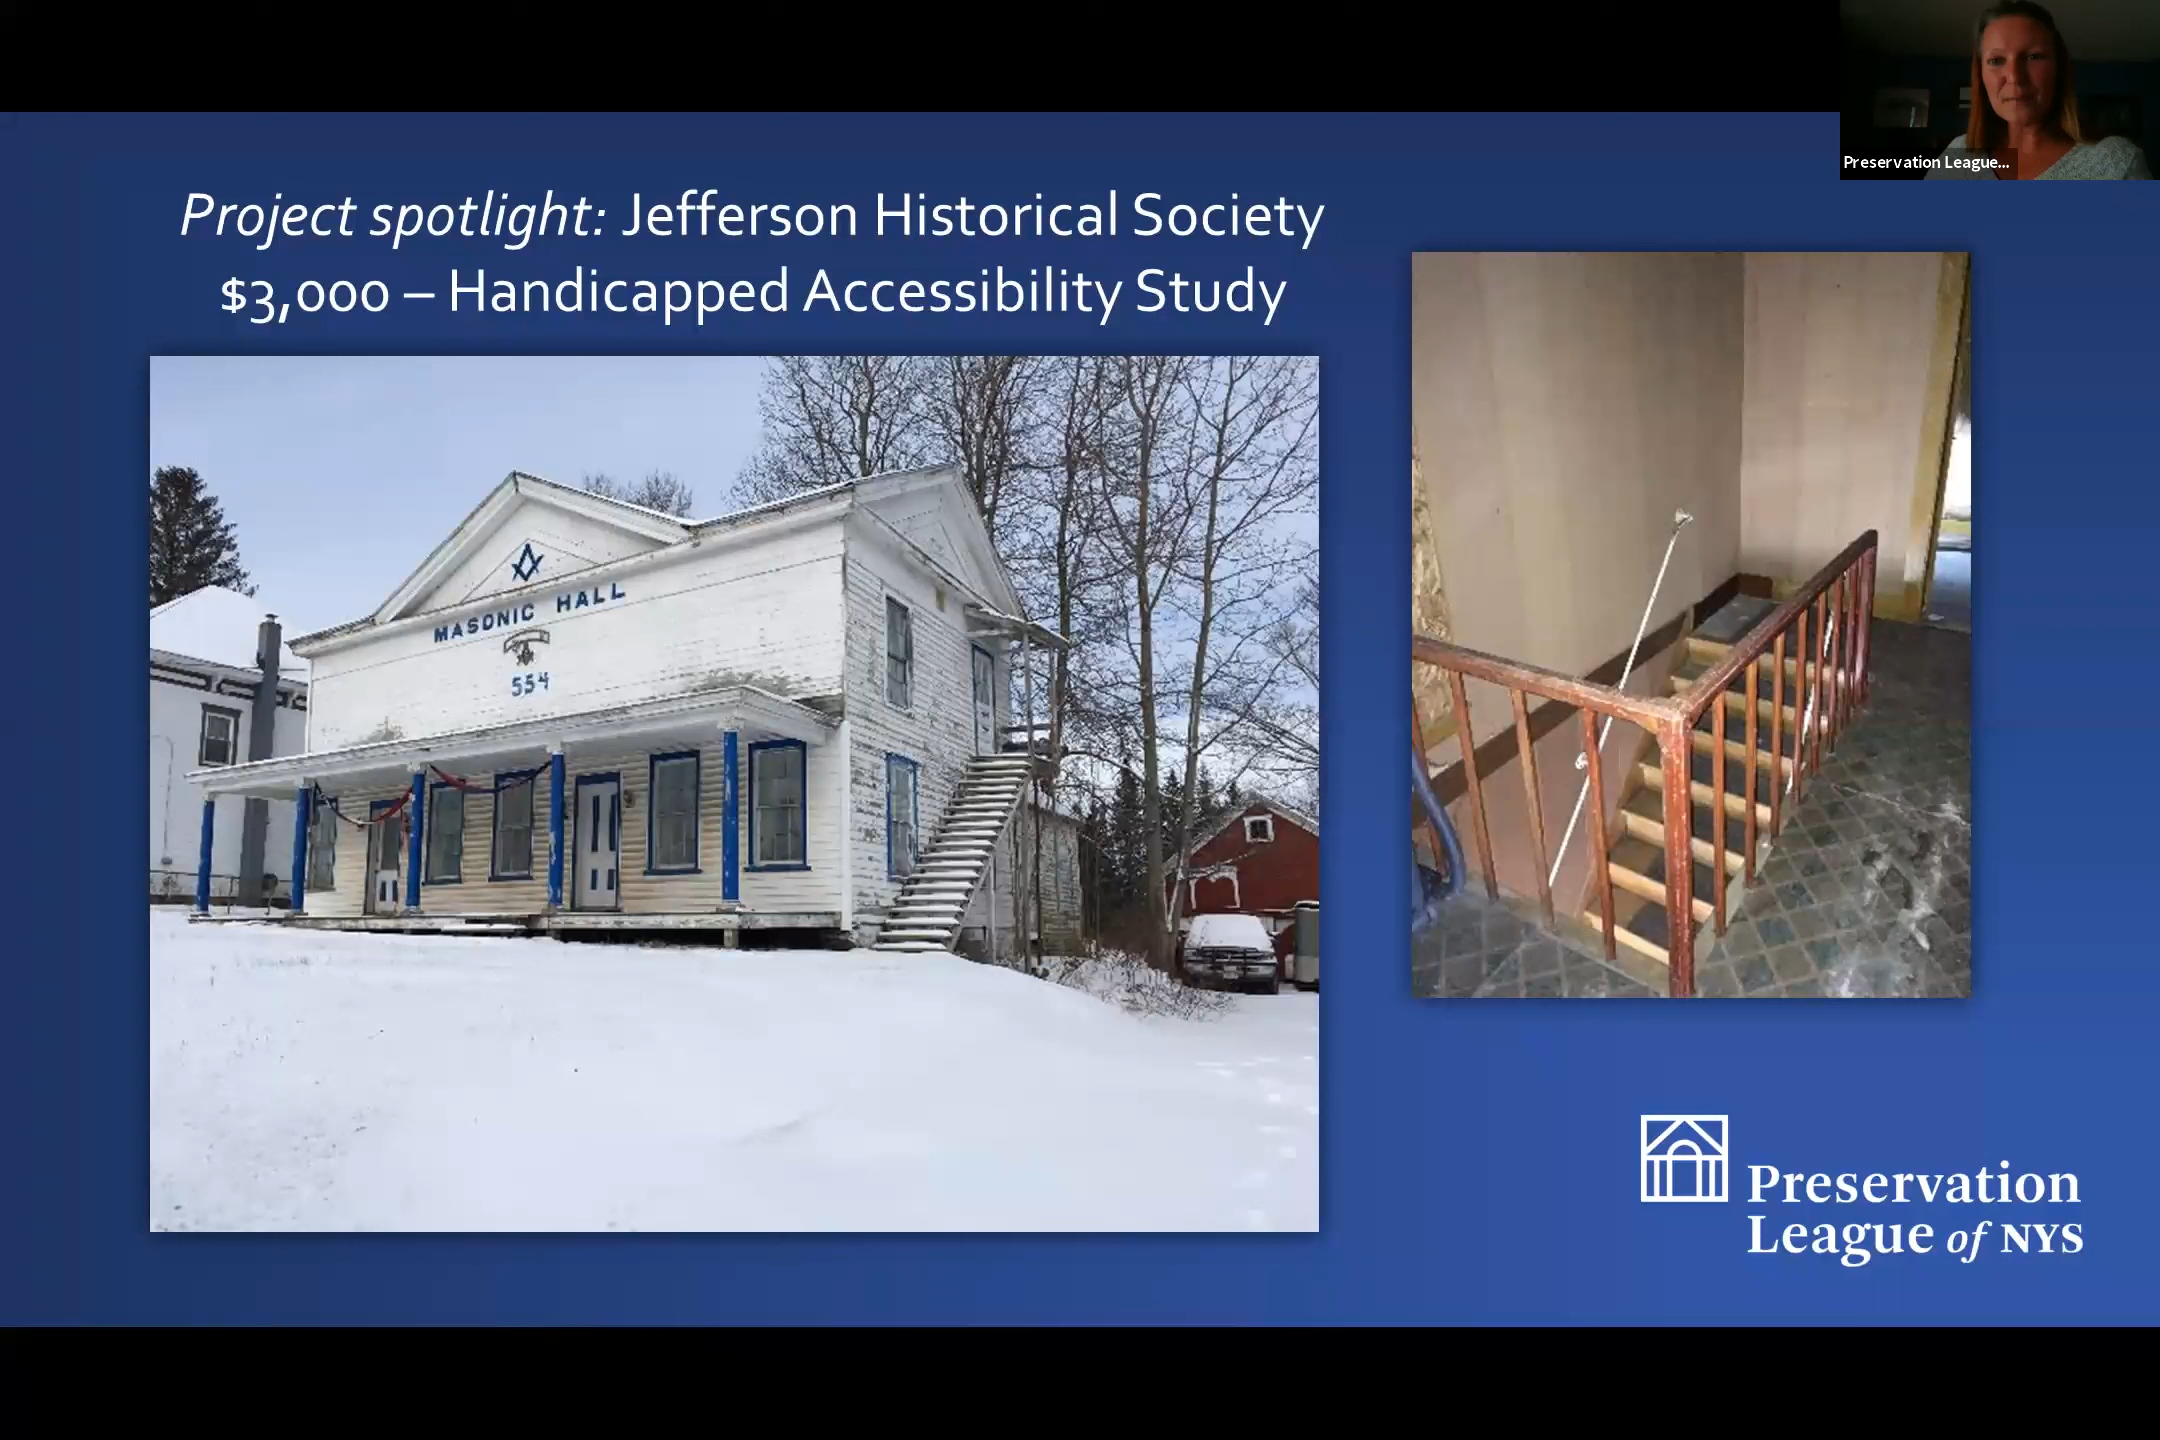 Preservation League...
Project spotlight: Jefferson Historical Society
$3,000 – Handicapped Accessibility Study
MASONIC HALL
554
Preservation
League of NYS